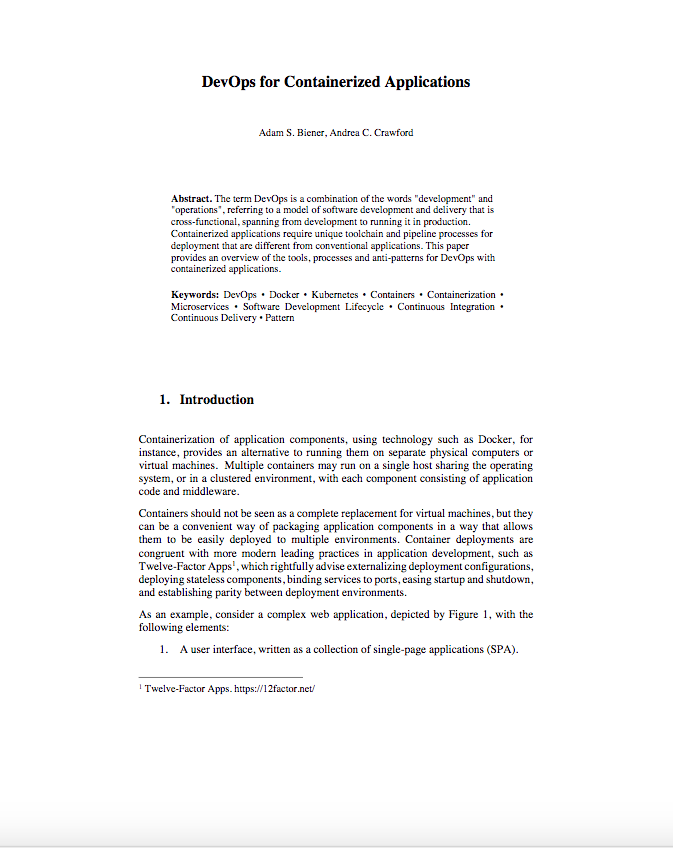 DevOps for Containerized Applications
Adam S. Biener, Andrea C. Crawford
Abstract. The term DevOps is a combination of the words "development" and
"operations", referring to a model of software development and delivery that is
cross-functional, spanning from development to running it in production.
Containerized applications require unique toolchain and pipeline processes for
deployment that are different from conventional applications. This paper
provides an overview of the tools, processes and anti-patterns for DevOps with
containerized applications.
Keywords: DevOps • Docker • Kubernetes • Containers • Containerization •
Microservices • Software Development Lifecycle • Continuous Integration •
Continuous Delivery • Pattern
1. Introduction
Containerization of application components, using technology such as Docker, for
instance, provides an alternative to running them on separate physical computers or
virtual machines. Multiple containers may run on a single host sharing the operating
system, or in a clustered environment, with each component consisting of application
code and middleware.
Containers should not be seen as a complete replacement for virtual machines, but they
can be a convenient way of packaging application components in a way that allows
them to be easily deployed to multiple environments. Container deployments are
congruent with more modern leading practices in application development, such as
Twelve-Factor Apps¹, which rightfully advise externalizing deployment configurations,
deploying stateless components, binding services to ports, easing startup and shutdown,
and establishing parity between deployment environments.
As an example, consider a complex web application, depicted by Figure 1, with the
following elements:
1. A user interface, written as a collection of single-page applications (SPA).
¹ Twelve-Factor Apps. https://12factor.net/